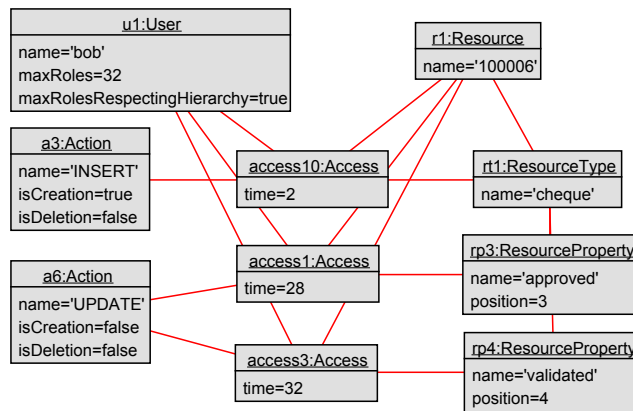 u1:User
name='bob'
maxRoles=32
maxRolesRespectingHierarchy=true
r1:Resource
name='100006'
a3:Action
name='INSERT'
isCreation=true
isDeletion=false
access10:Access
time=2
rt1:ResourceType
name='cheque'
access1:Access
time=28
rp3:ResourceProperty
name='approved'
position=3
a6:Action
name='UPDATE'
isCreation=false
isDeletion=false
access3:Access
time=32
rp4:ResourceProperty
name='validated'
position=4